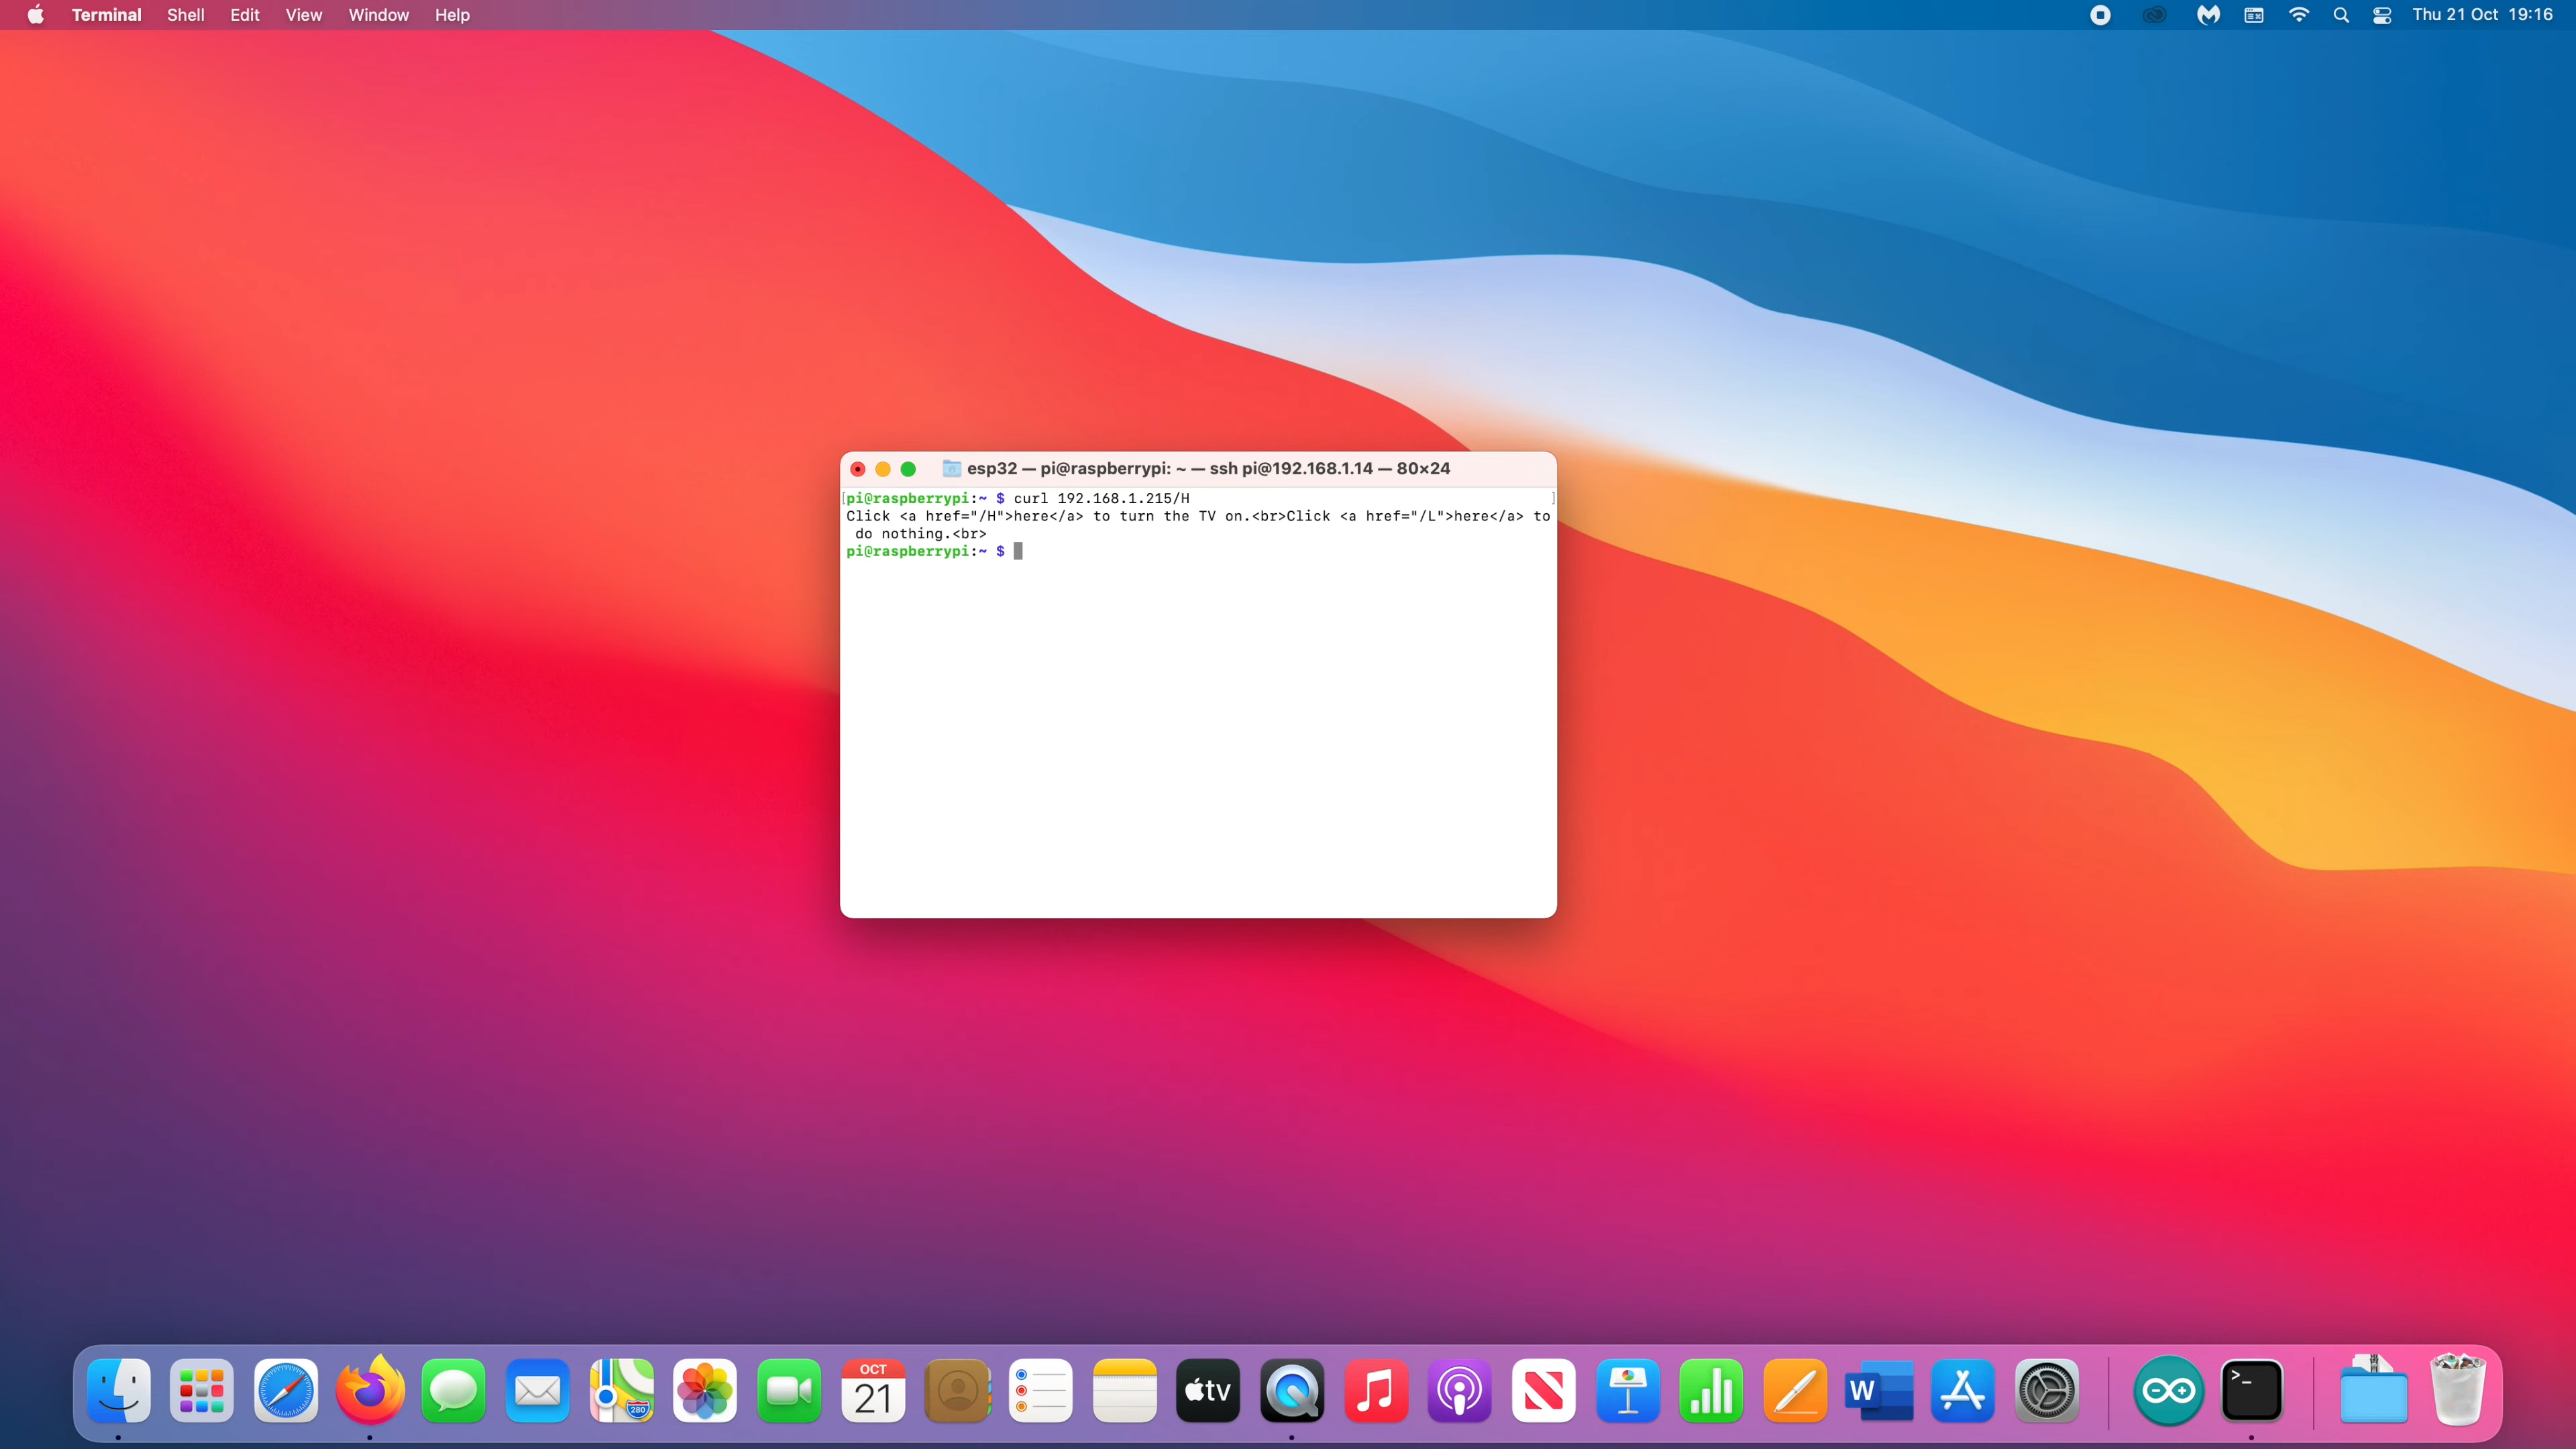 Terminal Shell Edit View Window Help Thu 21 Oct 19:16
esp32 — pi@raspberrypi: ~ — ssh pi@192.168.1.14 — 80×24
[pi@raspberrypi:~ $ curl 192.168.1.215/H ]
Click <a href="/H">here</a> to turn the TV on.<br>Click <a href="/L">here</a> to
do nothing.<br>
pi@raspberrypi:~ $
280
tv
OCT
21
W
>_